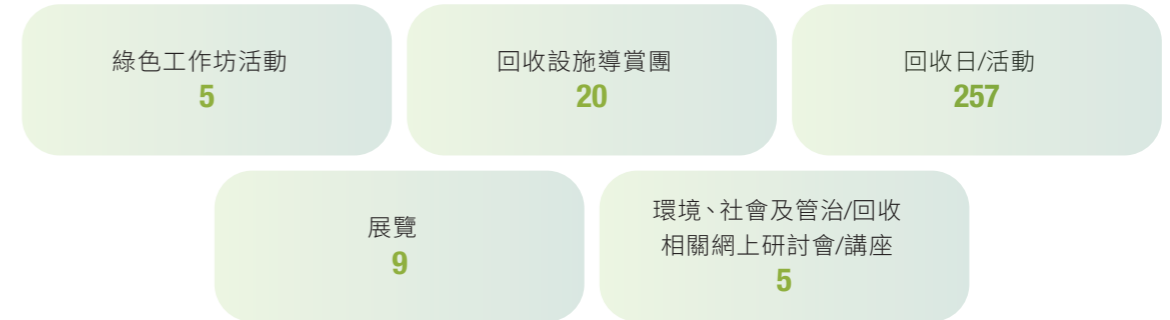 綠色工作坊活動
5
回收設施導賞團
20
回收日/活動
257
展覽
9
環境、社會及管治/回收
相關網上研討會/講座
5